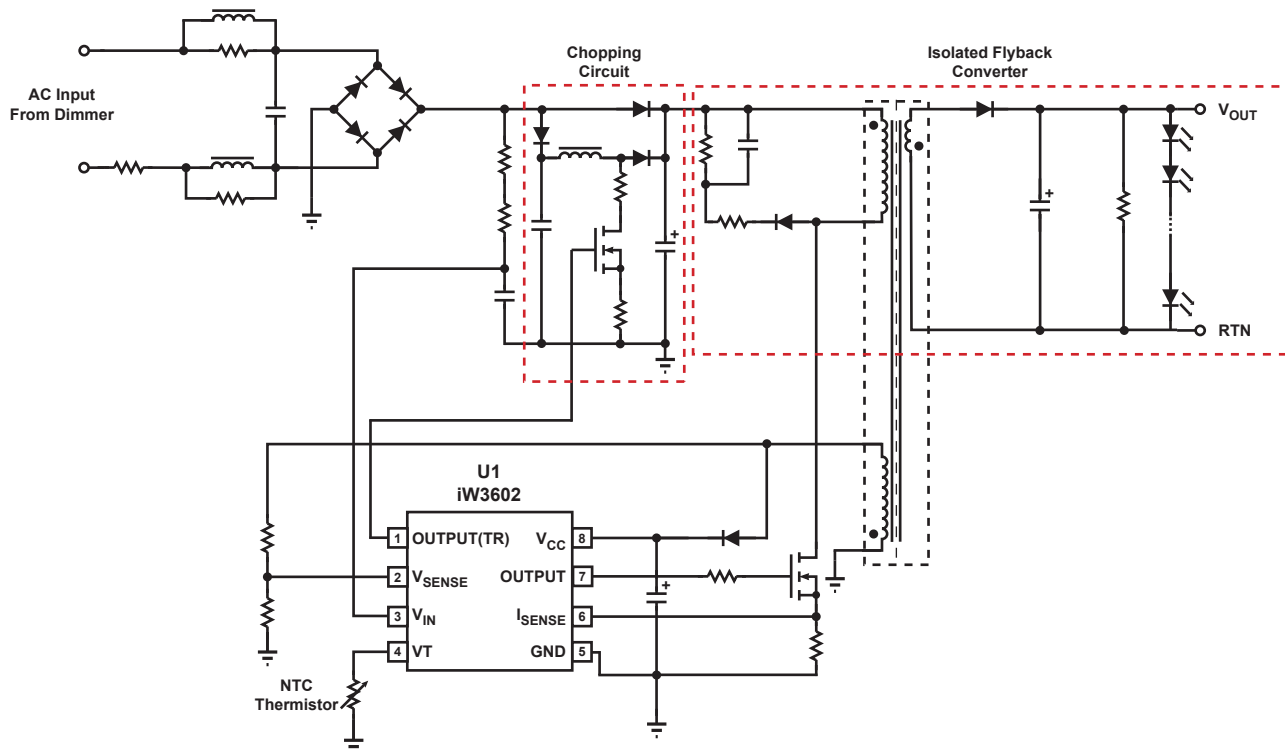 Chopping
Circuit
Isolated Flyback
Converter
AC Input
From Dimmer
VOUT
+
+
RTN
U1
iW3602
1 OUTPUT(TR)
VCC 8
2 VSENSE
OUTPUT 7
+
3 VIN
ISENSE 6
4 VT
GND 5
NTC
Thermistor